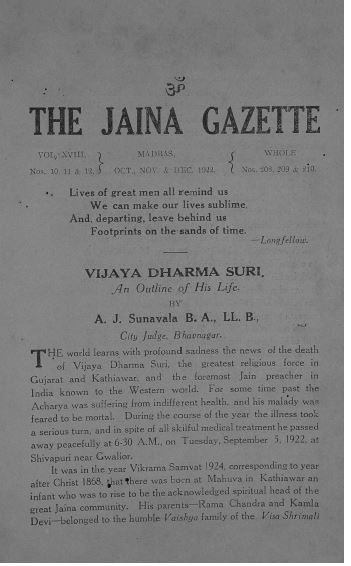 ॐ
THE JAINA GAZETTE
VOL. XVIII. } MADRAS, { WHOLE
Nos. 10, 11 & 12. } OCT., NOV. & DEC. 1922. { Nos. 208, 209 & 210.
Lives of great men all remind us
We can make our lives sublime,
And, departing, leave behind us
Footprints on the sands of time.
—Longfellow.
VIJAYA DHARMA SURI,
An Outline of His Life.
BY
A. J. Sunavala B. A., LL. B.,
City Judge, Bhavnagar.
THE world learns with profound sadness the news of the death
of Vijaya Dharma Suri, the greatest religious force in
Gujarat and Kathiawar, and the foremost Jain preacher in
India known to the Western world. For some time past the
Acharya was suffering from indifferent health, and his malady was
feared to be mortal. During the course of the year the illness took
a serious turn, and in spite of all skilful medical treatment he passed
away peacefully at 6-30 A.M., on Tuesday, September 5, 1922, at
Shivapuri near Gwalior.
It was in the year Vikrama Samvat 1924, corresponding to year
after Christ 1868, that there was born at Mahuva in Kathiawar an
infant who was to rise to be the acknowledged spiritual head of the
great Jaina community. His parents—Rama Chandra and Kamla
Devi—belonged to the humble Vaishya family of the Visa Shrimali